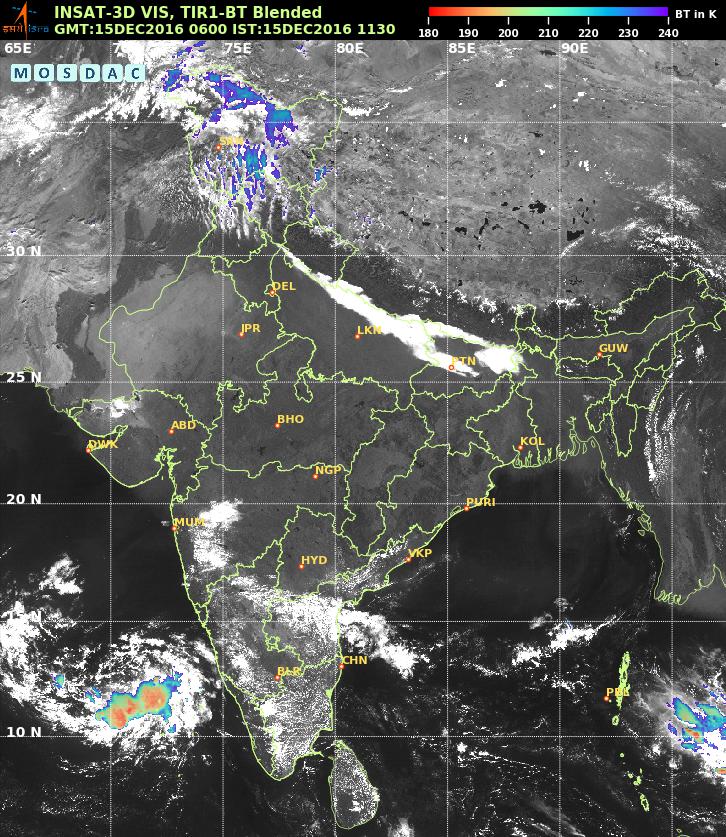 INSAT-3D VIS, TIR1-BT Blended
GMT:15DEC2016 0600 IST:15DEC2016 1130
BT in K
180 190 200 210 220 230 240
65E 75E 80E 85E 90E
MOSDAC
30 N
DEL
JPR
LKN
GUW
PTN
25 N
ABD
BHO
DWK
KOL
NGP
20 N
PURI
MUM
VKP
HYD
CHN
BLR
10 N